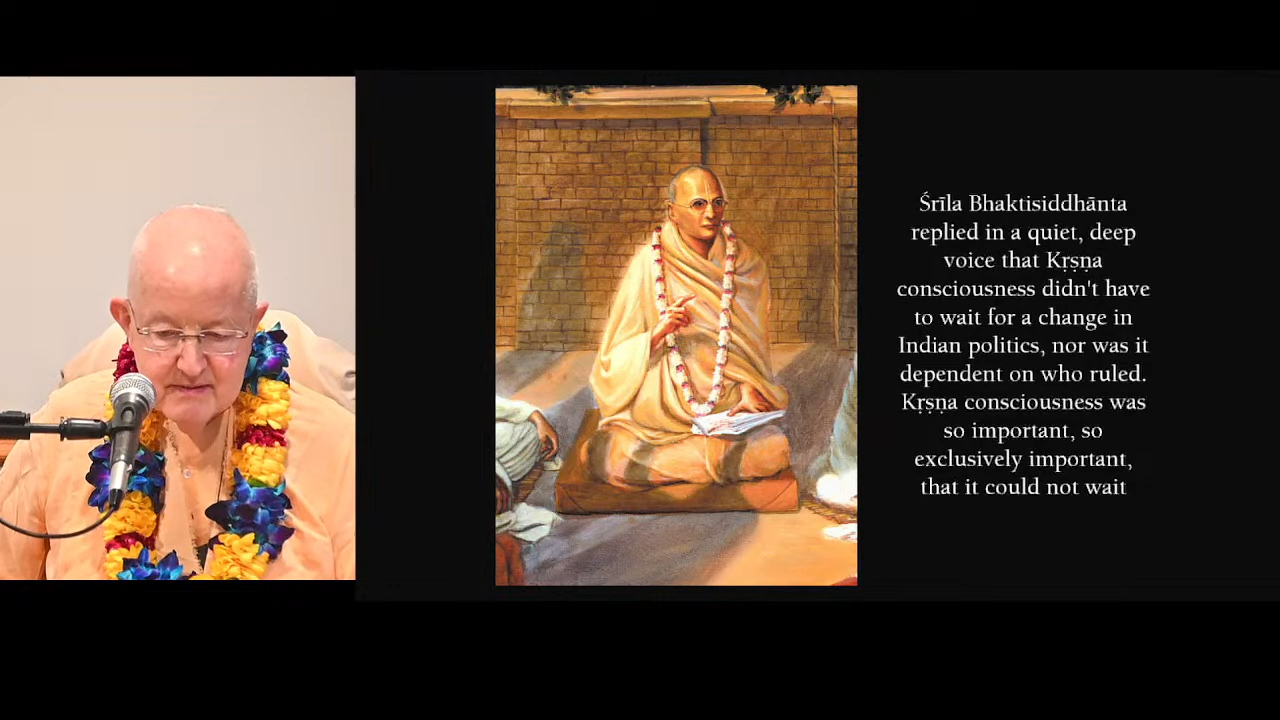 Śrīla Bhaktisiddhānta
replied in a quiet, deep
voice that Kṛṣṇa
consciousness didn't have
to wait for a change in
Indian politics, nor was it
dependent on who ruled.
Kṛṣṇa consciousness was
so important, so
exclusively important,
that it could not wait